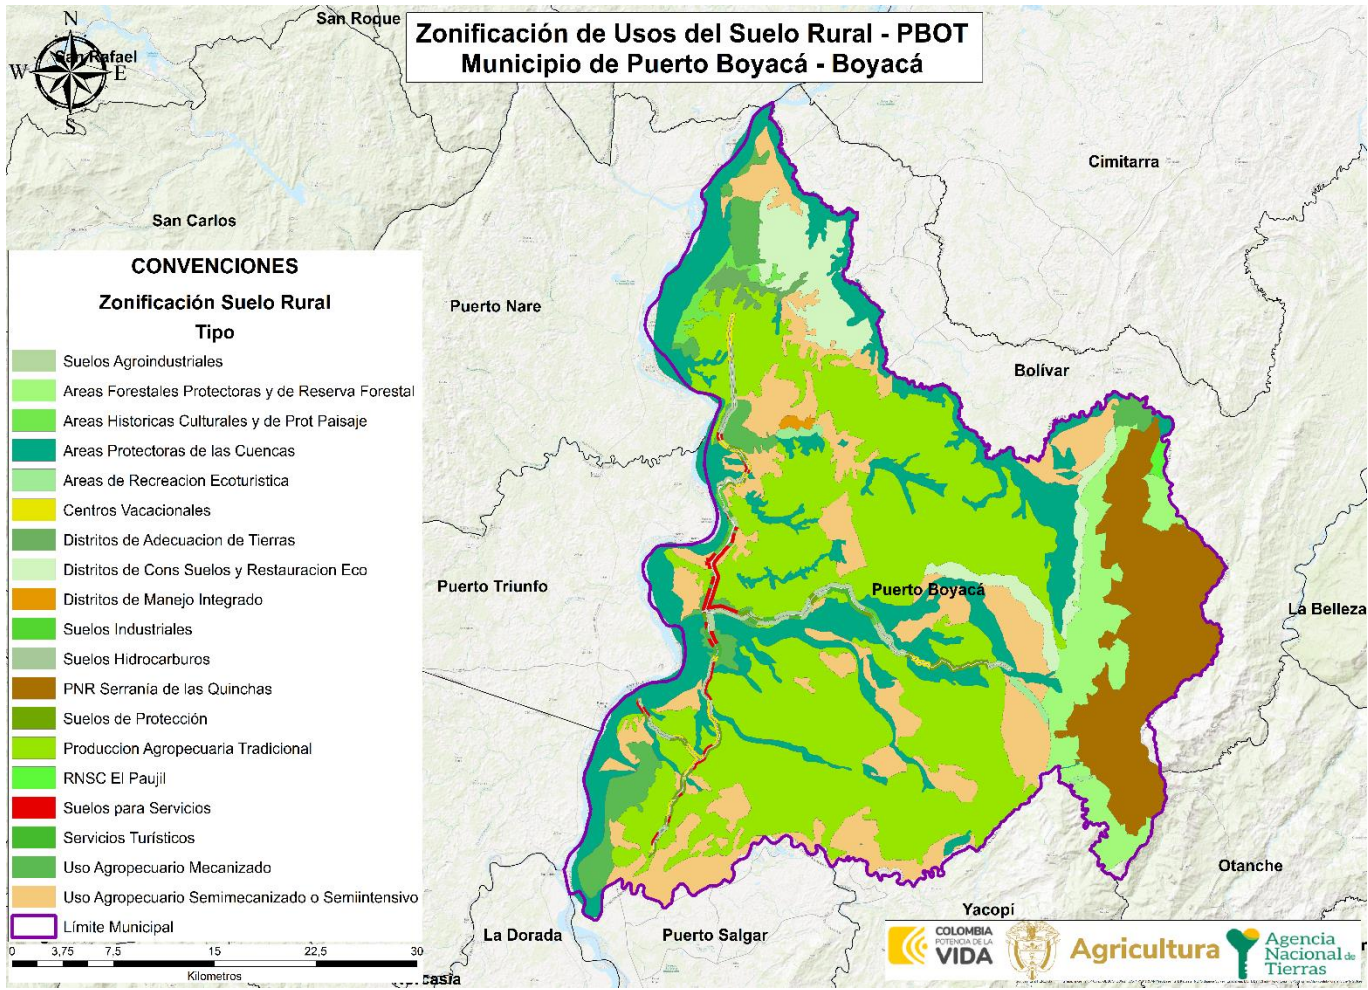 Zonificación de Usos del Suelo Rural - PBOT
Municipio de Puerto Boyacá - Boyacá
N
W
E
S
San Rafael
San Roque
San Carlos
Cimitarra
Puerto Nare
Bolívar
Puerto Triunfo
Puerto Boyacá
La Belleza
Otanche
Yacopí
La Dorada
Puerto Salgar
CONVENCIONES
Zonificación Suelo Rural
Tipo
Suelos Agroindustriales
Areas Forestales Protectoras y de Reserva Forestal
Areas Historicas Culturales y de Prot Paisaje
Areas Protectoras de las Cuencas
Areas de Recreacion Ecoturistica
Centros Vacacionales
Distritos de Adecuacion de Tierras
Distritos de Cons Suelos y Restauracion Eco
Distritos de Manejo Integrado
Suelos Industriales
Suelos Hidrocarburos
PNR Serranía de las Quinchas
Suelos de Protección
Produccion Agropecuaria Tradicional
RNSC El Paujil
Suelos para Servicios
Servicios Turísticos
Uso Agropecuario Mecanizado
Uso Agropecuario Semimecanizado o Semiintensivo
Límite Municipal
0 3,75 7,5 15 22,5 30
Kilometros
COLOMBIA
POTENCIA DE LA
VIDA
Agricultura
Agencia
Nacional de
Tierras